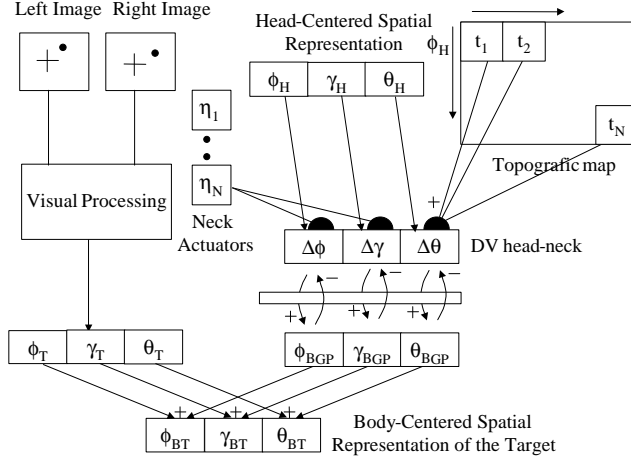 Left Image
Right Image
Head-Centered Spatial
Representation
ϕH
t1 t2
tN
Topografic map
ϕH γH θH
η1
ηN
Neck
Actuators
Visual Processing
+
Δϕ Δγ Δθ
DV head-neck
− − −
+ + +
ϕT γT θT
ϕBGP γBGP θBGP
+ + +
ϕBT γBT θBT
Body-Centered Spatial
Representation of the Target